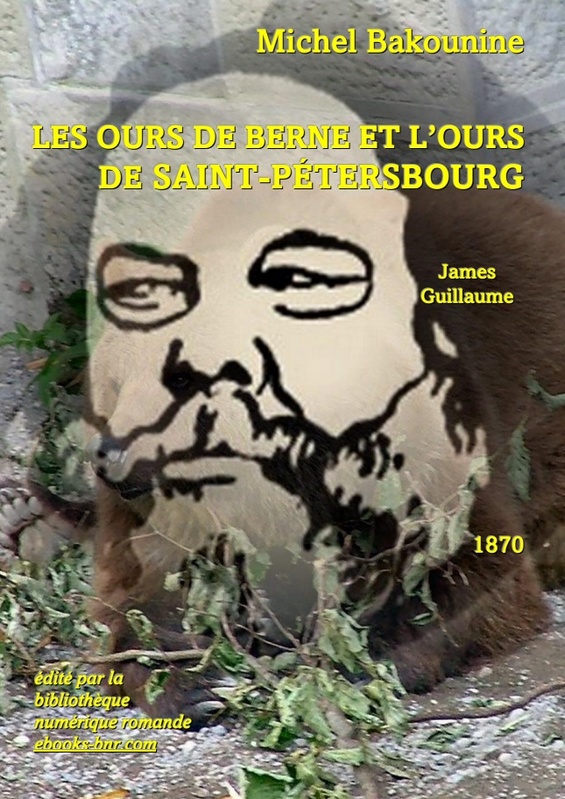 Michel Bakounine
LES OURS DE BERNE ET L’OURS
DE SAINT-PÉTERSBOURG
James
Guillaume
1870
édité par la
bibliothèque
numérique romande
ebooks-bnr.com